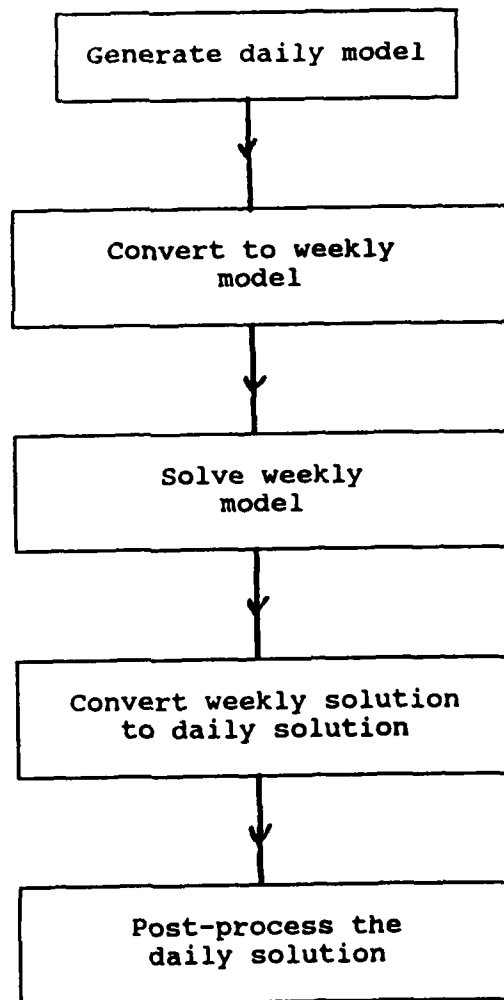 Generate daily model
Convert to weekly
model
Solve weekly
model
Convert weekly solution
to daily solution
Post-process the
daily solution